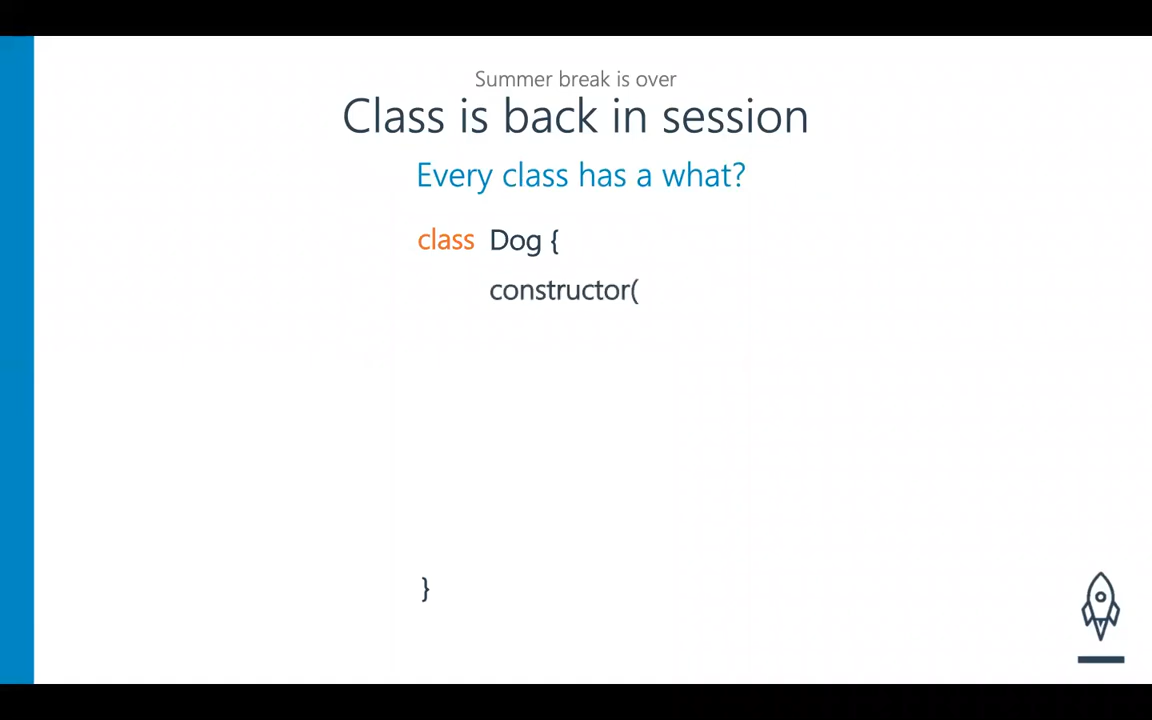 Summer break is over
Class is back in session
Every class has a what?
class Dog {
constructor(
}